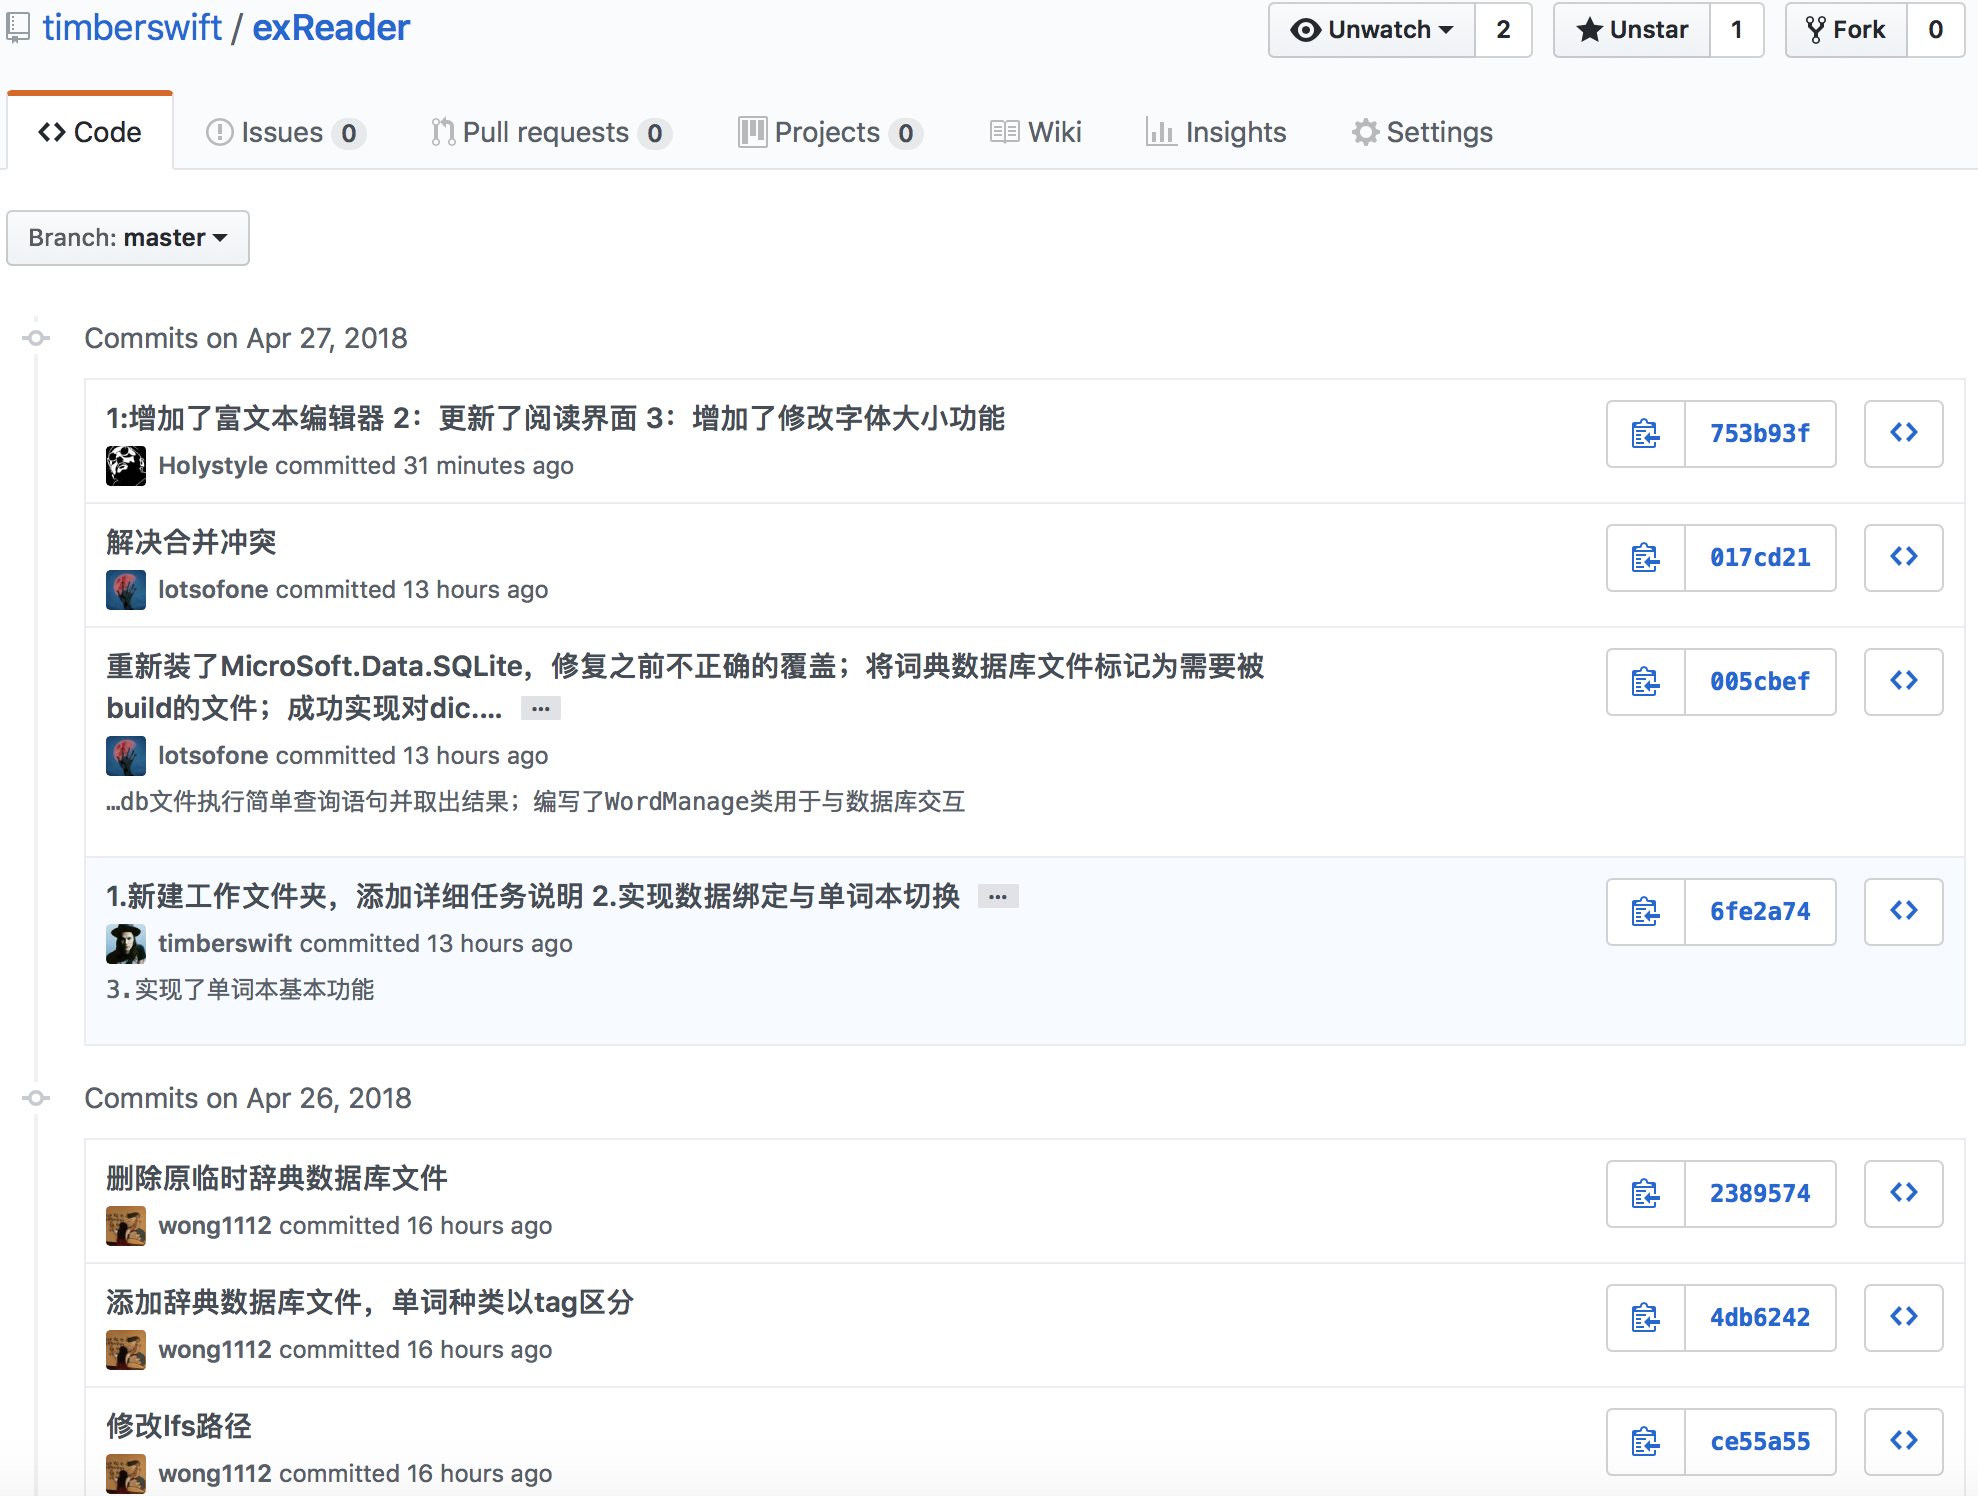 timberswift / exReader
Unwatch 2
Unstar 1
Fork 0
Code
Issues 0
Pull requests 0
Projects 0
Wiki
Insights
Settings
Branch: master
Commits on Apr 27, 2018
1:增加了富文本编辑器 2：更新了阅读界面 3：增加了修改字体大小功能
753b93f
Holystyle committed 31 minutes ago
解决合并冲突
017cd21
lotsofone committed 13 hours ago
重新装了MicroSoft.Data.SQLite，修复之前不正确的覆盖；将词典数据库文件标记为需要被
build的文件；成功实现对dic.... …
005cbef
lotsofone committed 13 hours ago
…db文件执行简单查询语句并取出结果；编写了WordManage类用于与数据库交互
1.新建工作文件夹，添加详细任务说明 2.实现数据绑定与单词本切换 …
6fe2a74
timberswift committed 13 hours ago
3.实现了单词本基本功能
Commits on Apr 26, 2018
删除原临时辞典数据库文件
2389574
wong1112 committed 16 hours ago
添加辞典数据库文件，单词种类以tag区分
4db6242
wong1112 committed 16 hours ago
修改lfs路径
ce55a55
wong1112 committed 16 hours ago